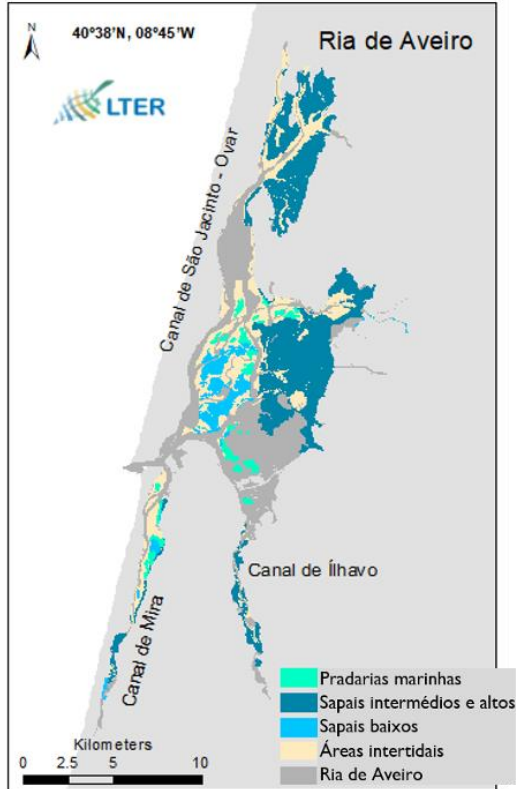 40°38'N, 08°45'W
Ria de Aveiro
N
LTER
Canal de São Jacinto - Ovar
Canal de Ílhavo
Canal de Mira
Pradarias marinhas
Sapais intermédios e altos
Sapais baixos
Áreas intertidais
Ria de Aveiro
Kilometers
0 2.5 5 10